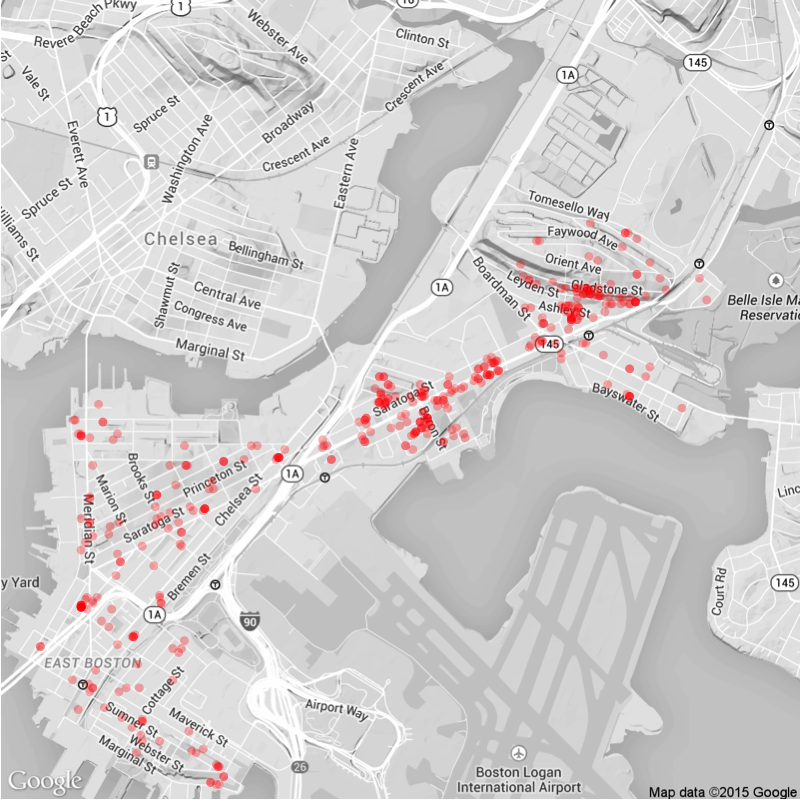 Revere Beach Pkwy
1
16
Webster Ave
Clinton St
1A
145
Vale St
Crescent Ave
Spruce St
Broadway
1
Everett Ave
Washington Ave
Crescent Ave
Eastern Ave
Spruce St
Williams St
Tomesello Way
Faywood Ave
Chelsea
Bellingham St
Orient Ave
Boardman St
Leyden St
Gladstone St
Belle Isle Ma
Reservatio
Shawmut St
Central Ave
1A
Ashley St
Congress Ave
Marginal St
145
Saratoga St
Bayswater St
Byron St
Brooks St
Princeton St
1A
Marion St
Chelsea St
Linc
Meridian St
Saratoga St
y Yard
Bremen St
Court Rd
145
1A
90
EAST BOSTON
Cottage St
Airport Way
Sumner St
Maverick St
Webster St
Marginal St
26
Boston Logan
International Airport
Google
Map data ©2015 Google